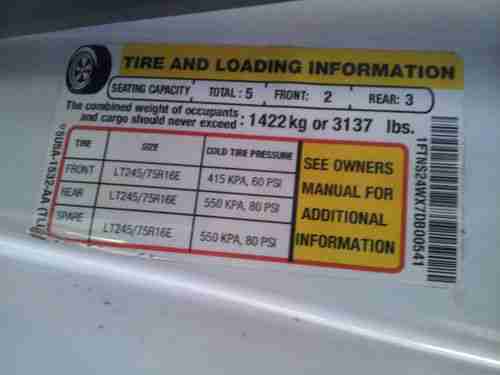 TIRE AND LOADING INFORMATION
SEATING CAPACITY TOTAL : 5 FRONT: 2 REAR: 3
The combined weight of occupants
and cargo should never exceed : 1422kg or 3137 lbs.
TIRE SIZE COLD TIRE PRESSURE
FRONT LT245/75R16E 415 KPA, 60 PSI
REAR LT245/75R16E 550 KPA, 80 PSI
SPARE LT245/75R16E 550 KPA, 80 PSI
SEE OWNERS
MANUAL FOR
ADDITIONAL
INFORMATION